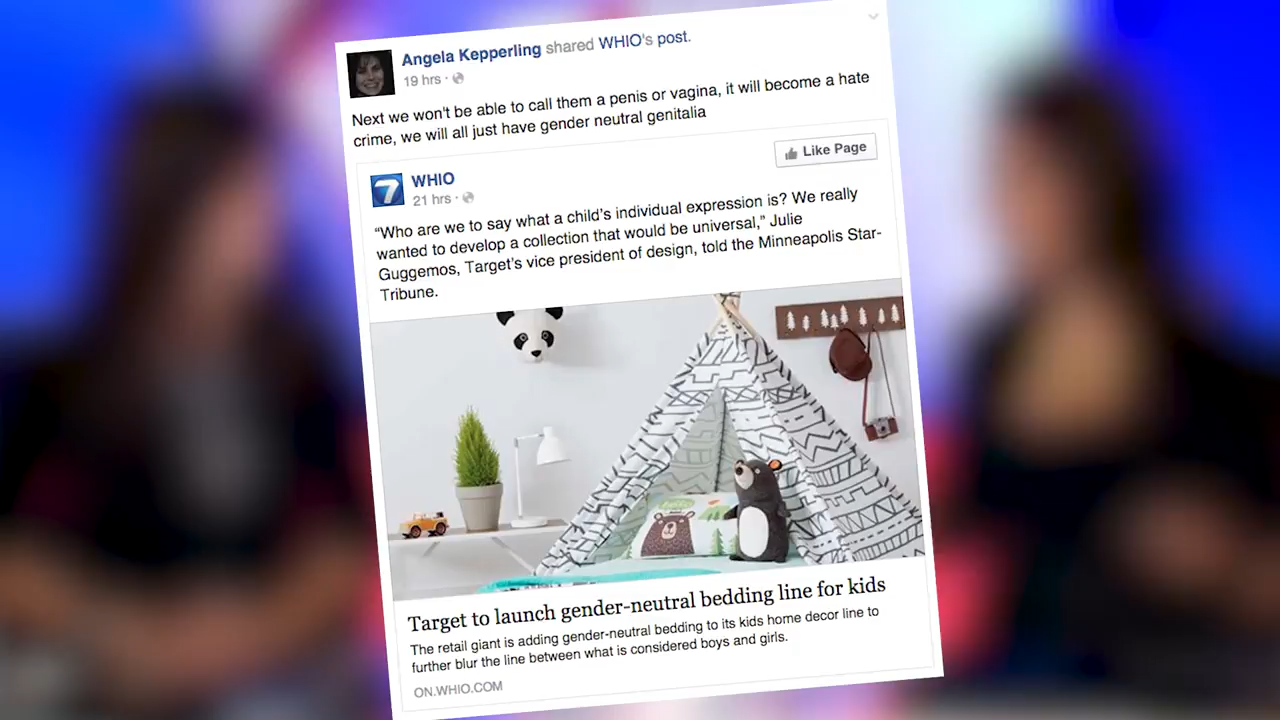 Angela Kepperling shared WHIO's post.
19 hrs ·
Next we won't be able to call them a penis or vagina, it will become a hate
crime, we will all just have gender neutral genitalia
Like Page
7
WHIO
21 hrs ·
“Who are we to say what a child’s individual expression is? We really
wanted to develop a collection that would be universal,” Julie
Guggemos, Target’s vice president of design, told the Minneapolis Star-
Tribune.
Target to launch gender-neutral bedding line for kids
The retail giant is adding gender-neutral bedding to its kids home decor line to
further blur the line between what is considered boys and girls.
ON.WHIO.COM